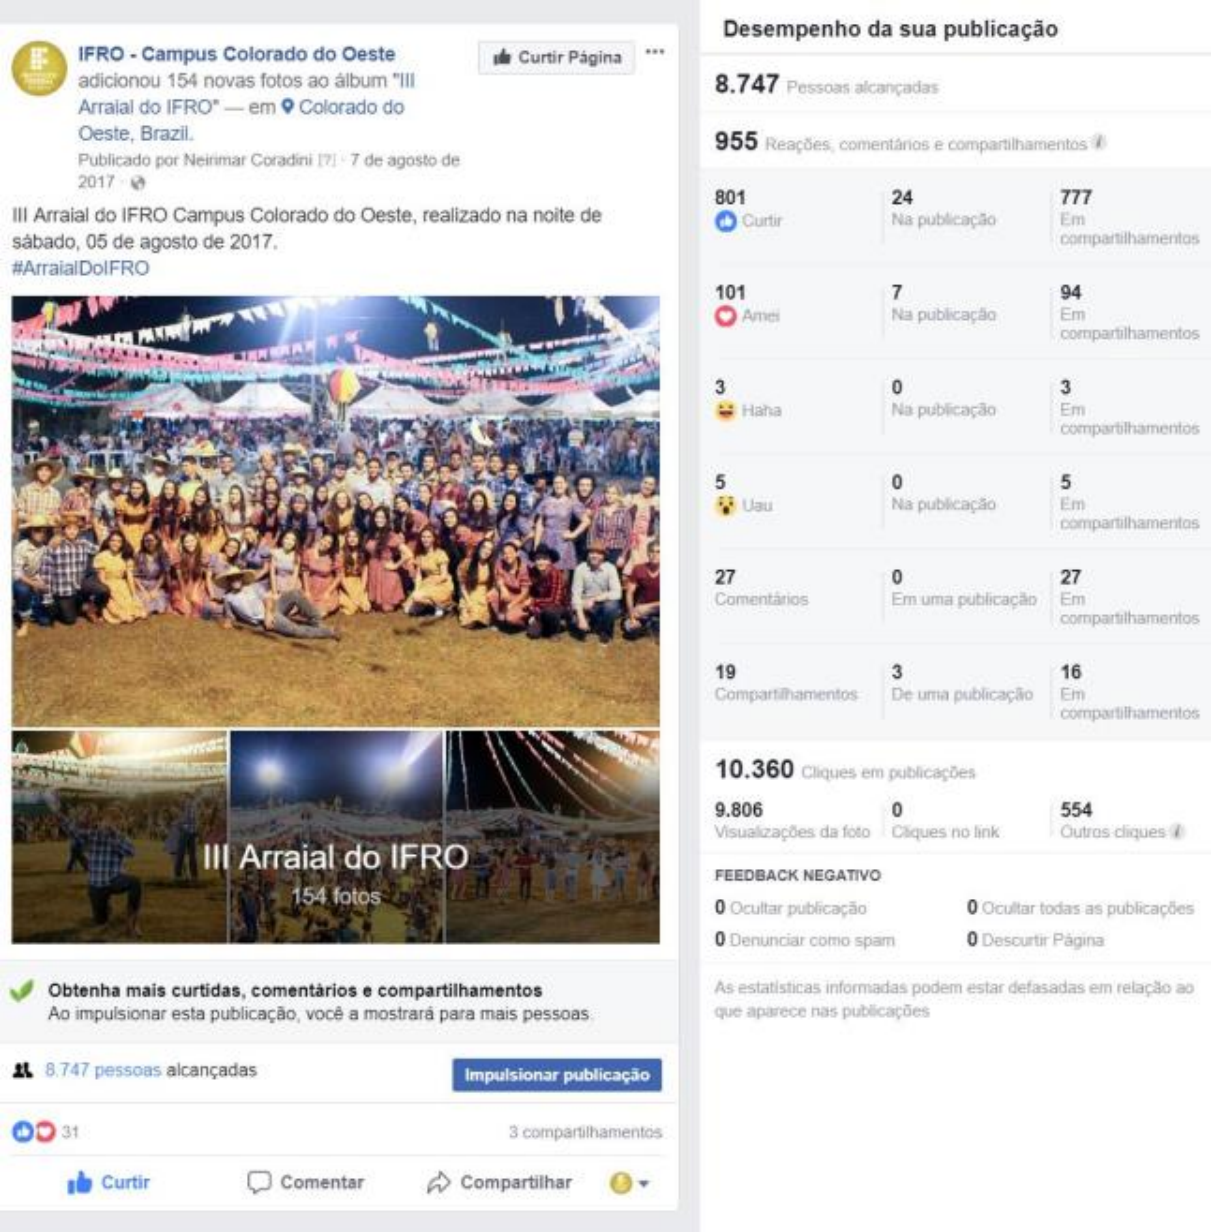 IFRO - Campus Colorado do Oeste
adicionou 154 novas fotos ao álbum "III
Arraial do IFRO" — em Colorado do
Oeste, Brazil.
Publicado por Neirimar Coradini [?] · 7 de agosto de
2017 ·
Curtir Página
III Arraial do IFRO Campus Colorado do Oeste, realizado na noite de
sábado, 05 de agosto de 2017.
#ArraialDoIFRO
III Arraial do IFRO
154 fotos
Obtenha mais curtidas, comentários e compartilhamentos
Ao impulsionar esta publicação, você a mostrará para mais pessoas.
8.747 pessoas alcançadas
Impulsionar publicação
31
3 compartilhamentos
Curtir
Comentar
Compartilhar
Desempenho da sua publicação
8.747 Pessoas alcançadas
955 Reações, comentários e compartilhamentos
801
Curtir
24
Na publicação
777
Em
compartilhamentos
101
Amei
7
Na publicação
94
Em
compartilhamentos
3
Haha
0
Na publicação
3
Em
compartilhamentos
5
Uau
0
Na publicação
5
Em
compartilhamentos
27
Comentários
0
Em uma publicação
27
Em
compartilhamentos
19
Compartilhamentos
3
De uma publicação
16
Em
compartilhamentos
10.360 Cliques em publicações
9.806
Visualizações da foto
0
Cliques no link
554
Outros cliques
FEEDBACK NEGATIVO
0 Ocultar publicação
0 Ocultar todas as publicações
0 Denunciar como spam
0 Descurtir Página
As estatísticas informadas podem estar defasadas em relação ao
que aparece nas publicações